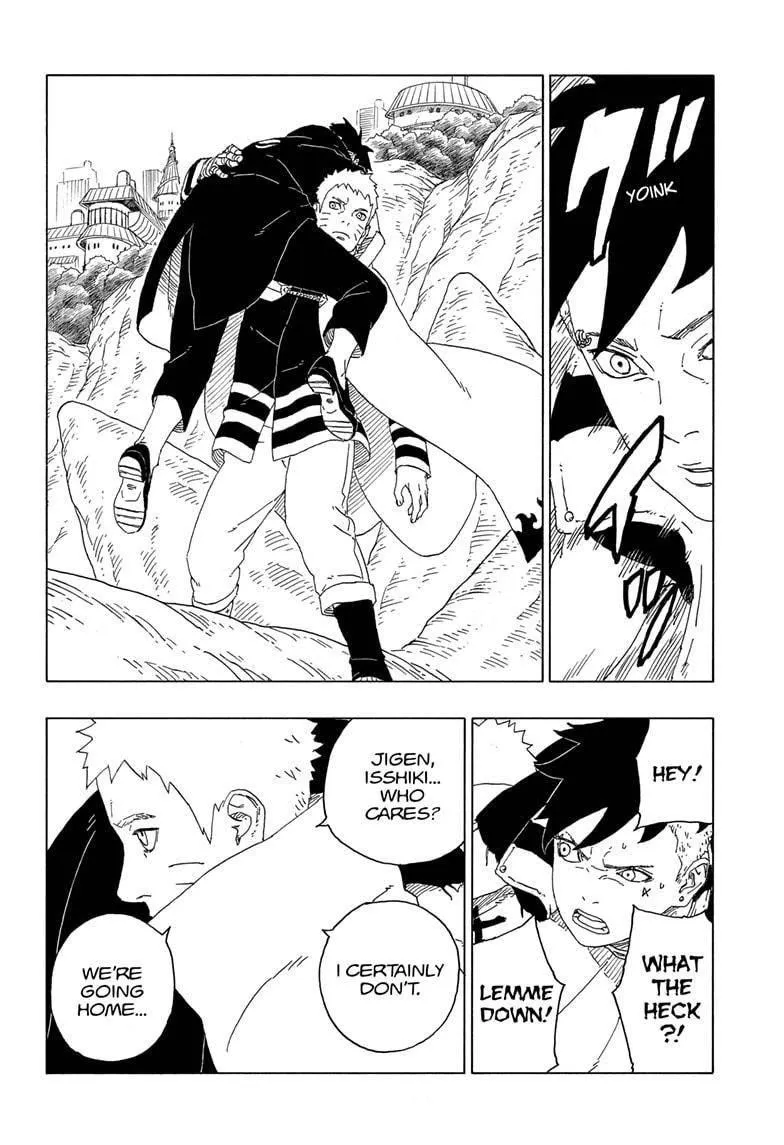 YOINK
HEY!
WHAT
THE
HECK
?!
LEMME
DOWN!
JIGEN,
ISSHIKI...
WHO
CARES?
I CERTAINLY
DON'T.
WE'RE
GOING
HOME...